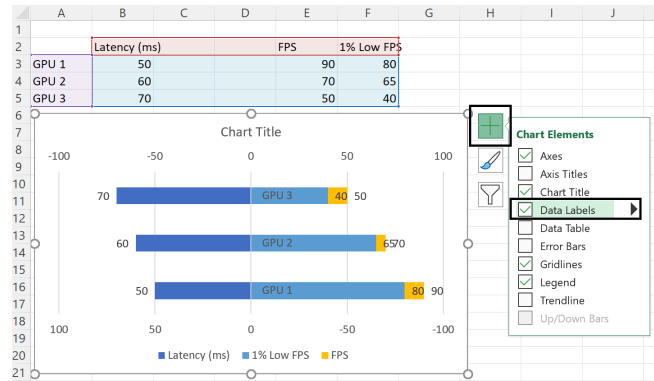 A B C D E F G H I J
1
2 Latency (ms) FPS 1% Low FPS
3 GPU 1 50 90 80
4 GPU 2 60 70 65
5 GPU 3 70 50 40
6
7 Chart Title Chart Elements
8 -100 -50 0 50 100 Axes
9 Axis Titles
10 Chart Title
11 70 GPU 3 40 50 Data Labels
12 Data Table
13 60 GPU 2 65 70 Error Bars
14 Gridlines
15 Legend
16 50 GPU 1 80 90 Trendline
17 Up/Down Bars
18 100 50 0 -50 -100
19
20 Latency (ms) 1% Low FPS FPS
21